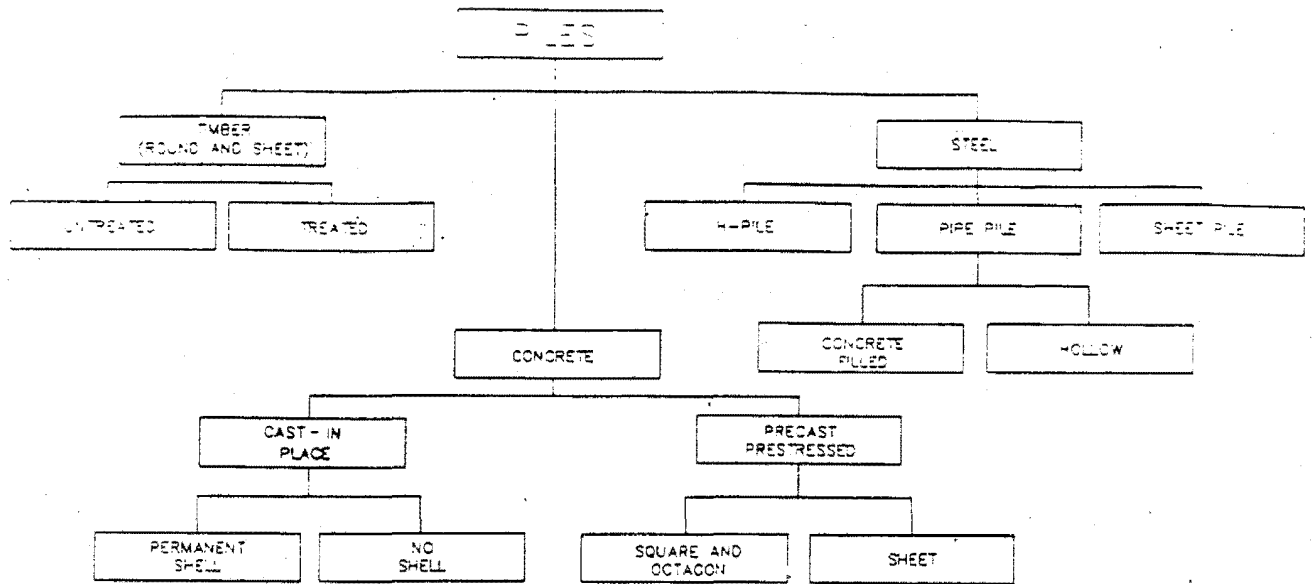 PILES
TIMBER
(ROUND AND SHEET)
STEEL
UNTREATED
TREATED
H-PILE
PIPE PILE
SHEET PILE
CONCRETE
FILLED
HOLLOW
CONCRETE
CAST-IN
PLACE
PRECAST
PRESTRESSED
PERMANENT
SHELL
NO
SHELL
SQUARE AND
OCTAGON
SHEET